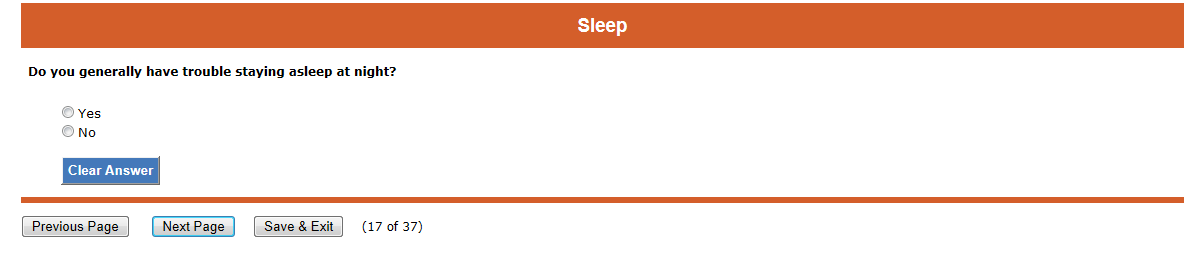 Sleep
Do you generally have trouble staying asleep at night?
Yes
No
Clear Answer
Previous Page Next Page Save & Exit (17 of 37)